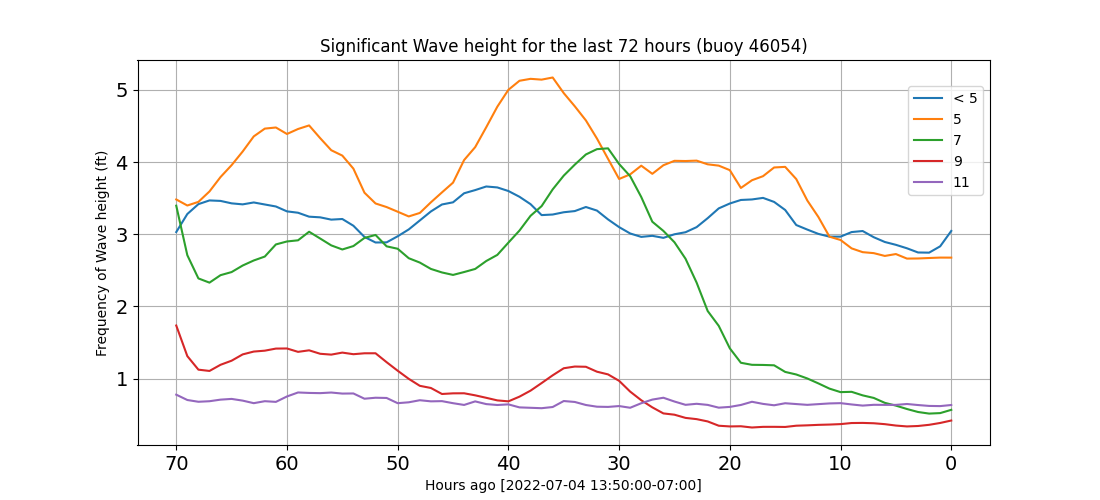 Significant Wave height for the last 72 hours (buoy 46054)
Frequency of Wave height (ft)
5
4
3
2
1
< 5
5
7
9
11
70 60 50 40 30 20 10 0
Hours ago [2022-07-04 13:50:00-07:00]